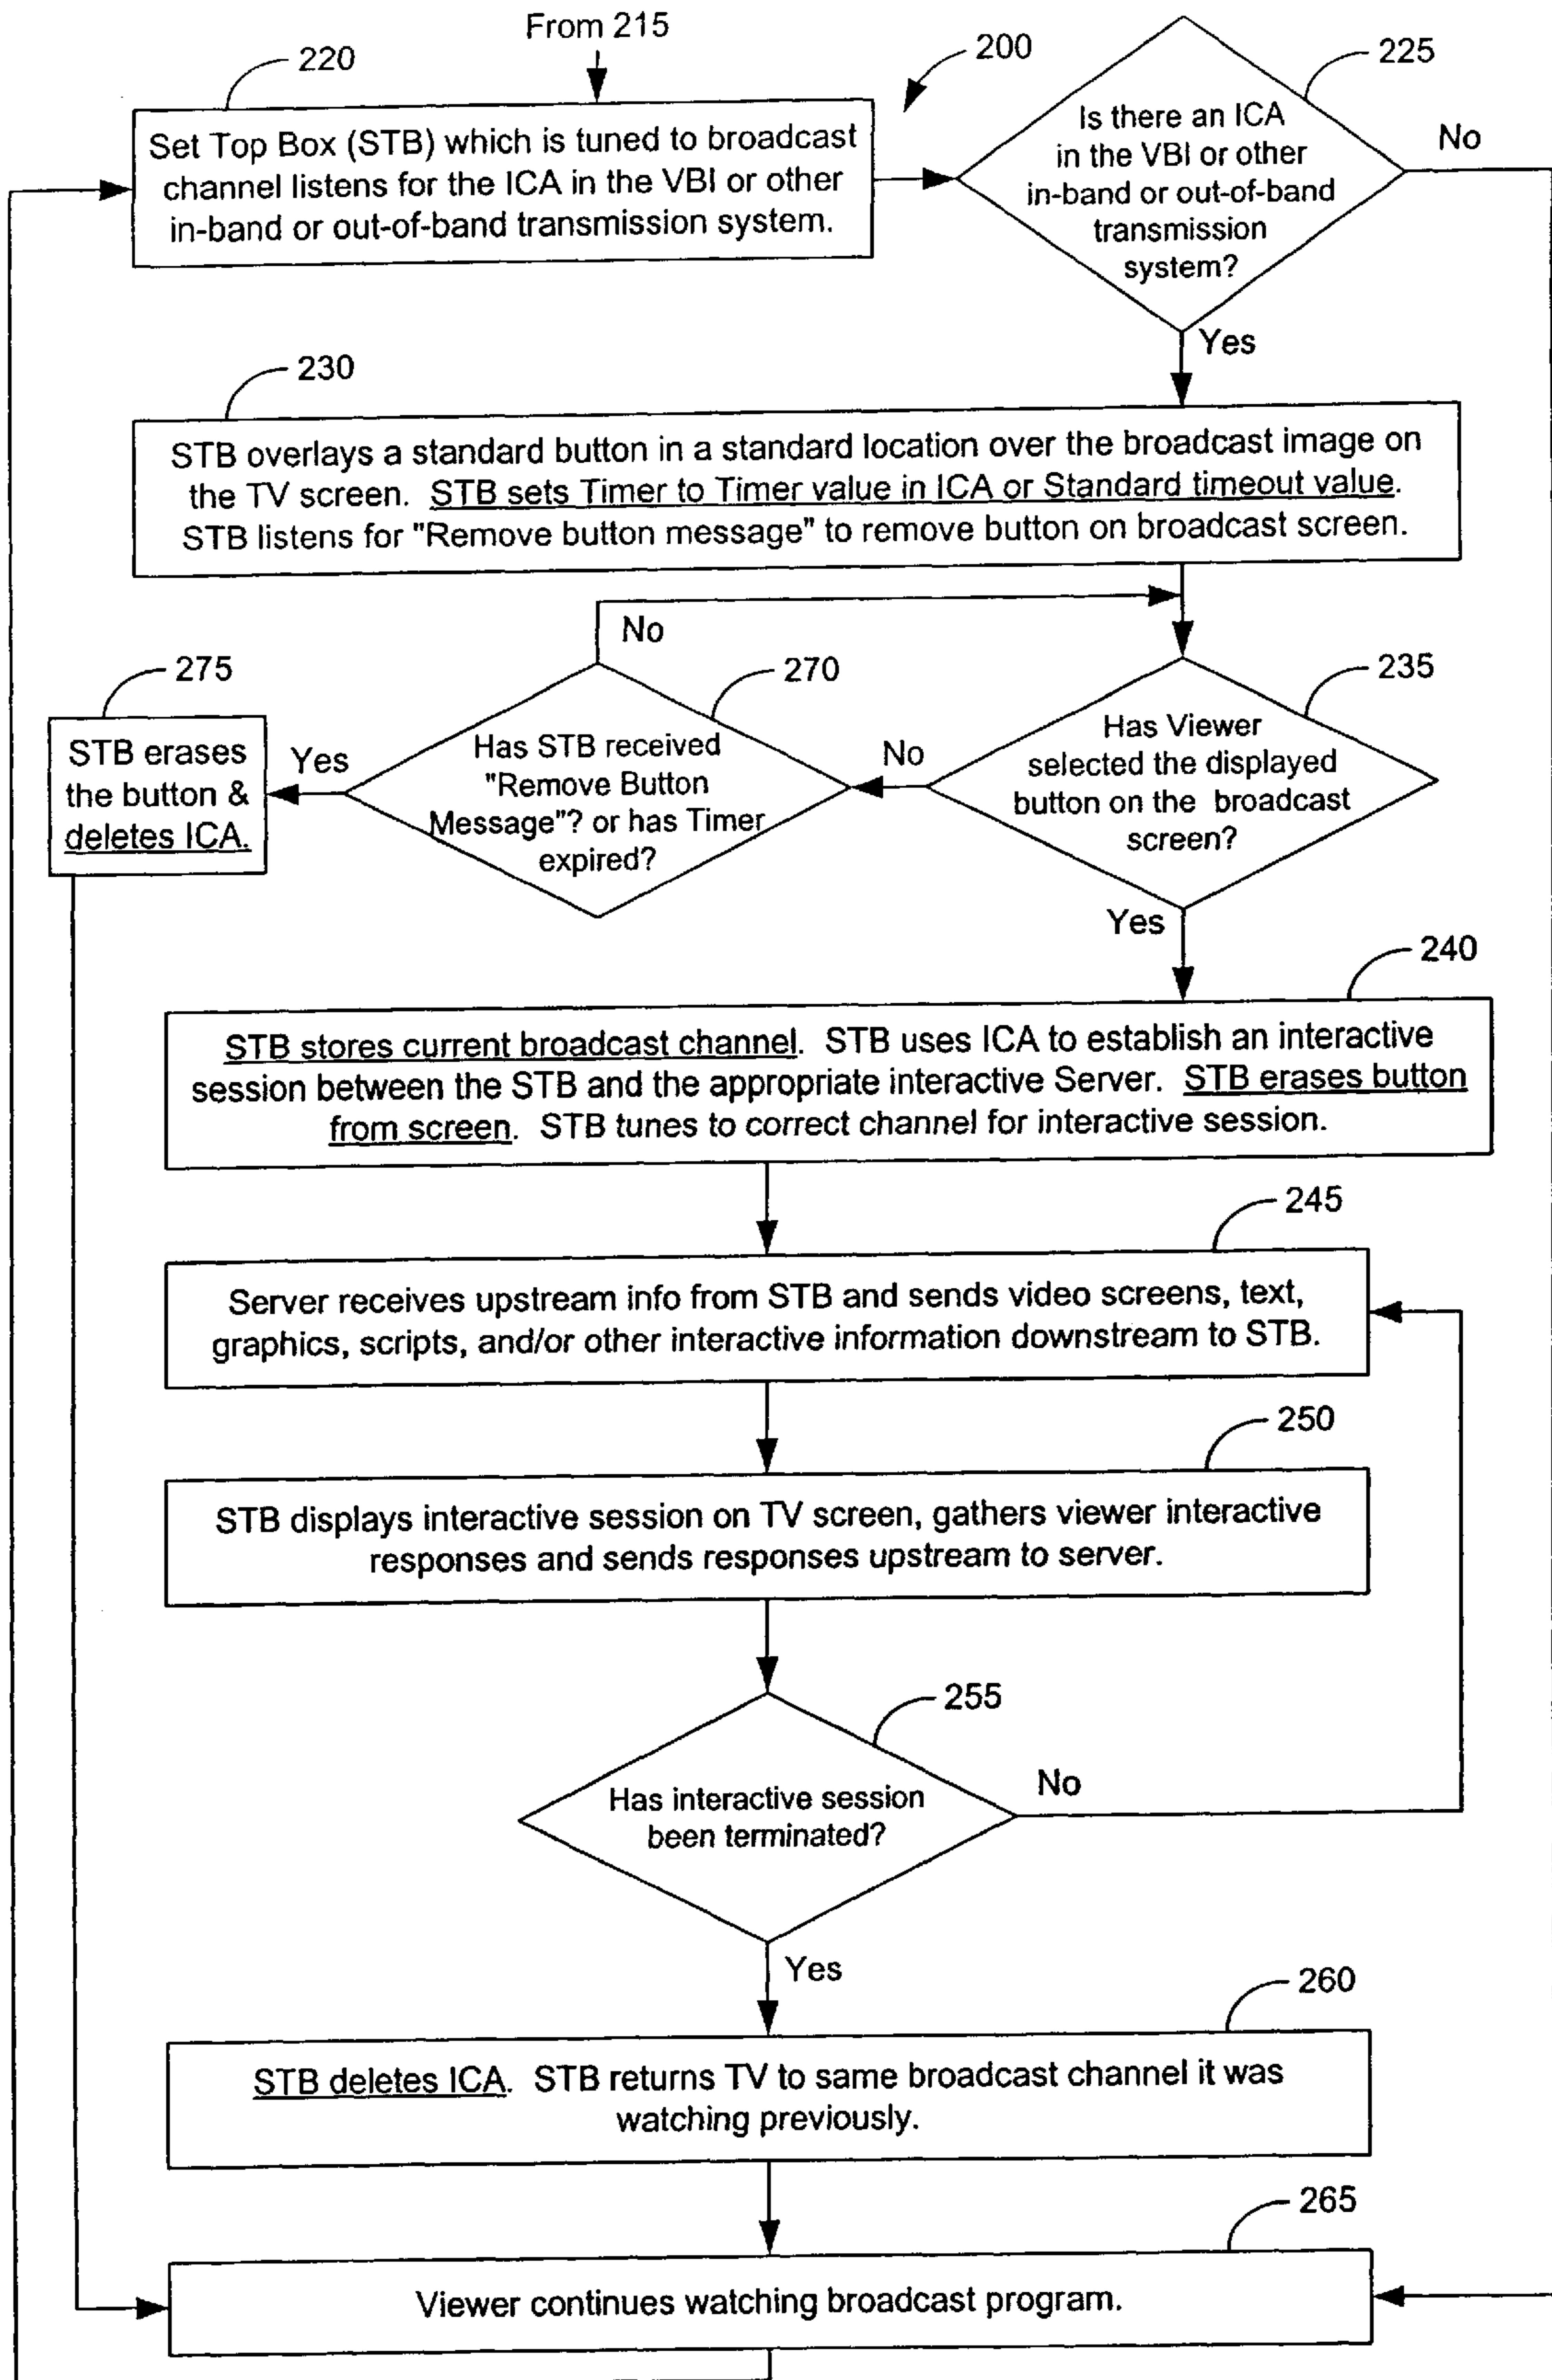 From 215
220
200
225
Set Top Box (STB) which is tuned to broadcast
channel listens for the ICA in the VBI or other
in-band or out-of-band transmission system.
Is there an ICA
in the VBI or other
in-band or out-of-band
transmission
system?
No
Yes
230
STB overlays a standard button in a standard location over the broadcast image on
the TV screen. STB sets Timer to Timer value in ICA or Standard timeout value.
STB listens for "Remove button message" to remove button on broadcast screen.
No
275
270
235
STB erases
the button &
deletes ICA.
Yes
Has STB received
"Remove Button
Message"? or has Timer
expired?
No
Has Viewer
selected the displayed
button on the broadcast
screen?
Yes
240
STB stores current broadcast channel. STB uses ICA to establish an interactive
session between the STB and the appropriate interactive Server. STB erases button
from screen. STB tunes to correct channel for interactive session.
245
Server receives upstream info from STB and sends video screens, text,
graphics, scripts, and/or other interactive information downstream to STB.
250
STB displays interactive session on TV screen, gathers viewer interactive
responses and sends responses upstream to server.
255
Has interactive session
been terminated?
No
Yes
260
STB deletes ICA. STB returns TV to same broadcast channel it was
watching previously.
265
Viewer continues watching broadcast program.